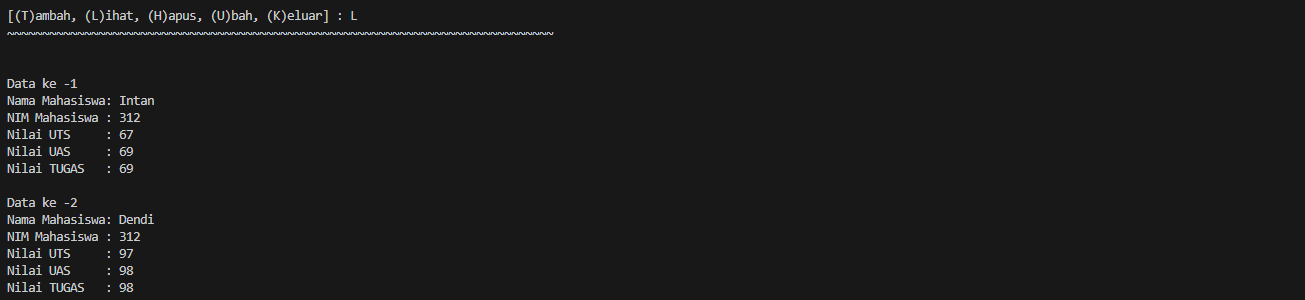 [(T)ambah, (L)ihat, (H)apus, (U)bah, (K)eluar] : L
~~~~~~~~~~~~~~~~~~~~~~~~~~~~~~~~~~~~~~~~~~~~~~~~~~~~~~~~~~~~~~~~~~~~~~~~~~~~~~
Data ke -1
Nama Mahasiswa: Intan
NIM Mahasiswa : 312
Nilai UTS     : 67
Nilai UAS     : 69
Nilai TUGAS   : 69
Data ke -2
Nama Mahasiswa: Dendi
NIM Mahasiswa : 312
Nilai UTS     : 97
Nilai UAS     : 98
Nilai TUGAS   : 98